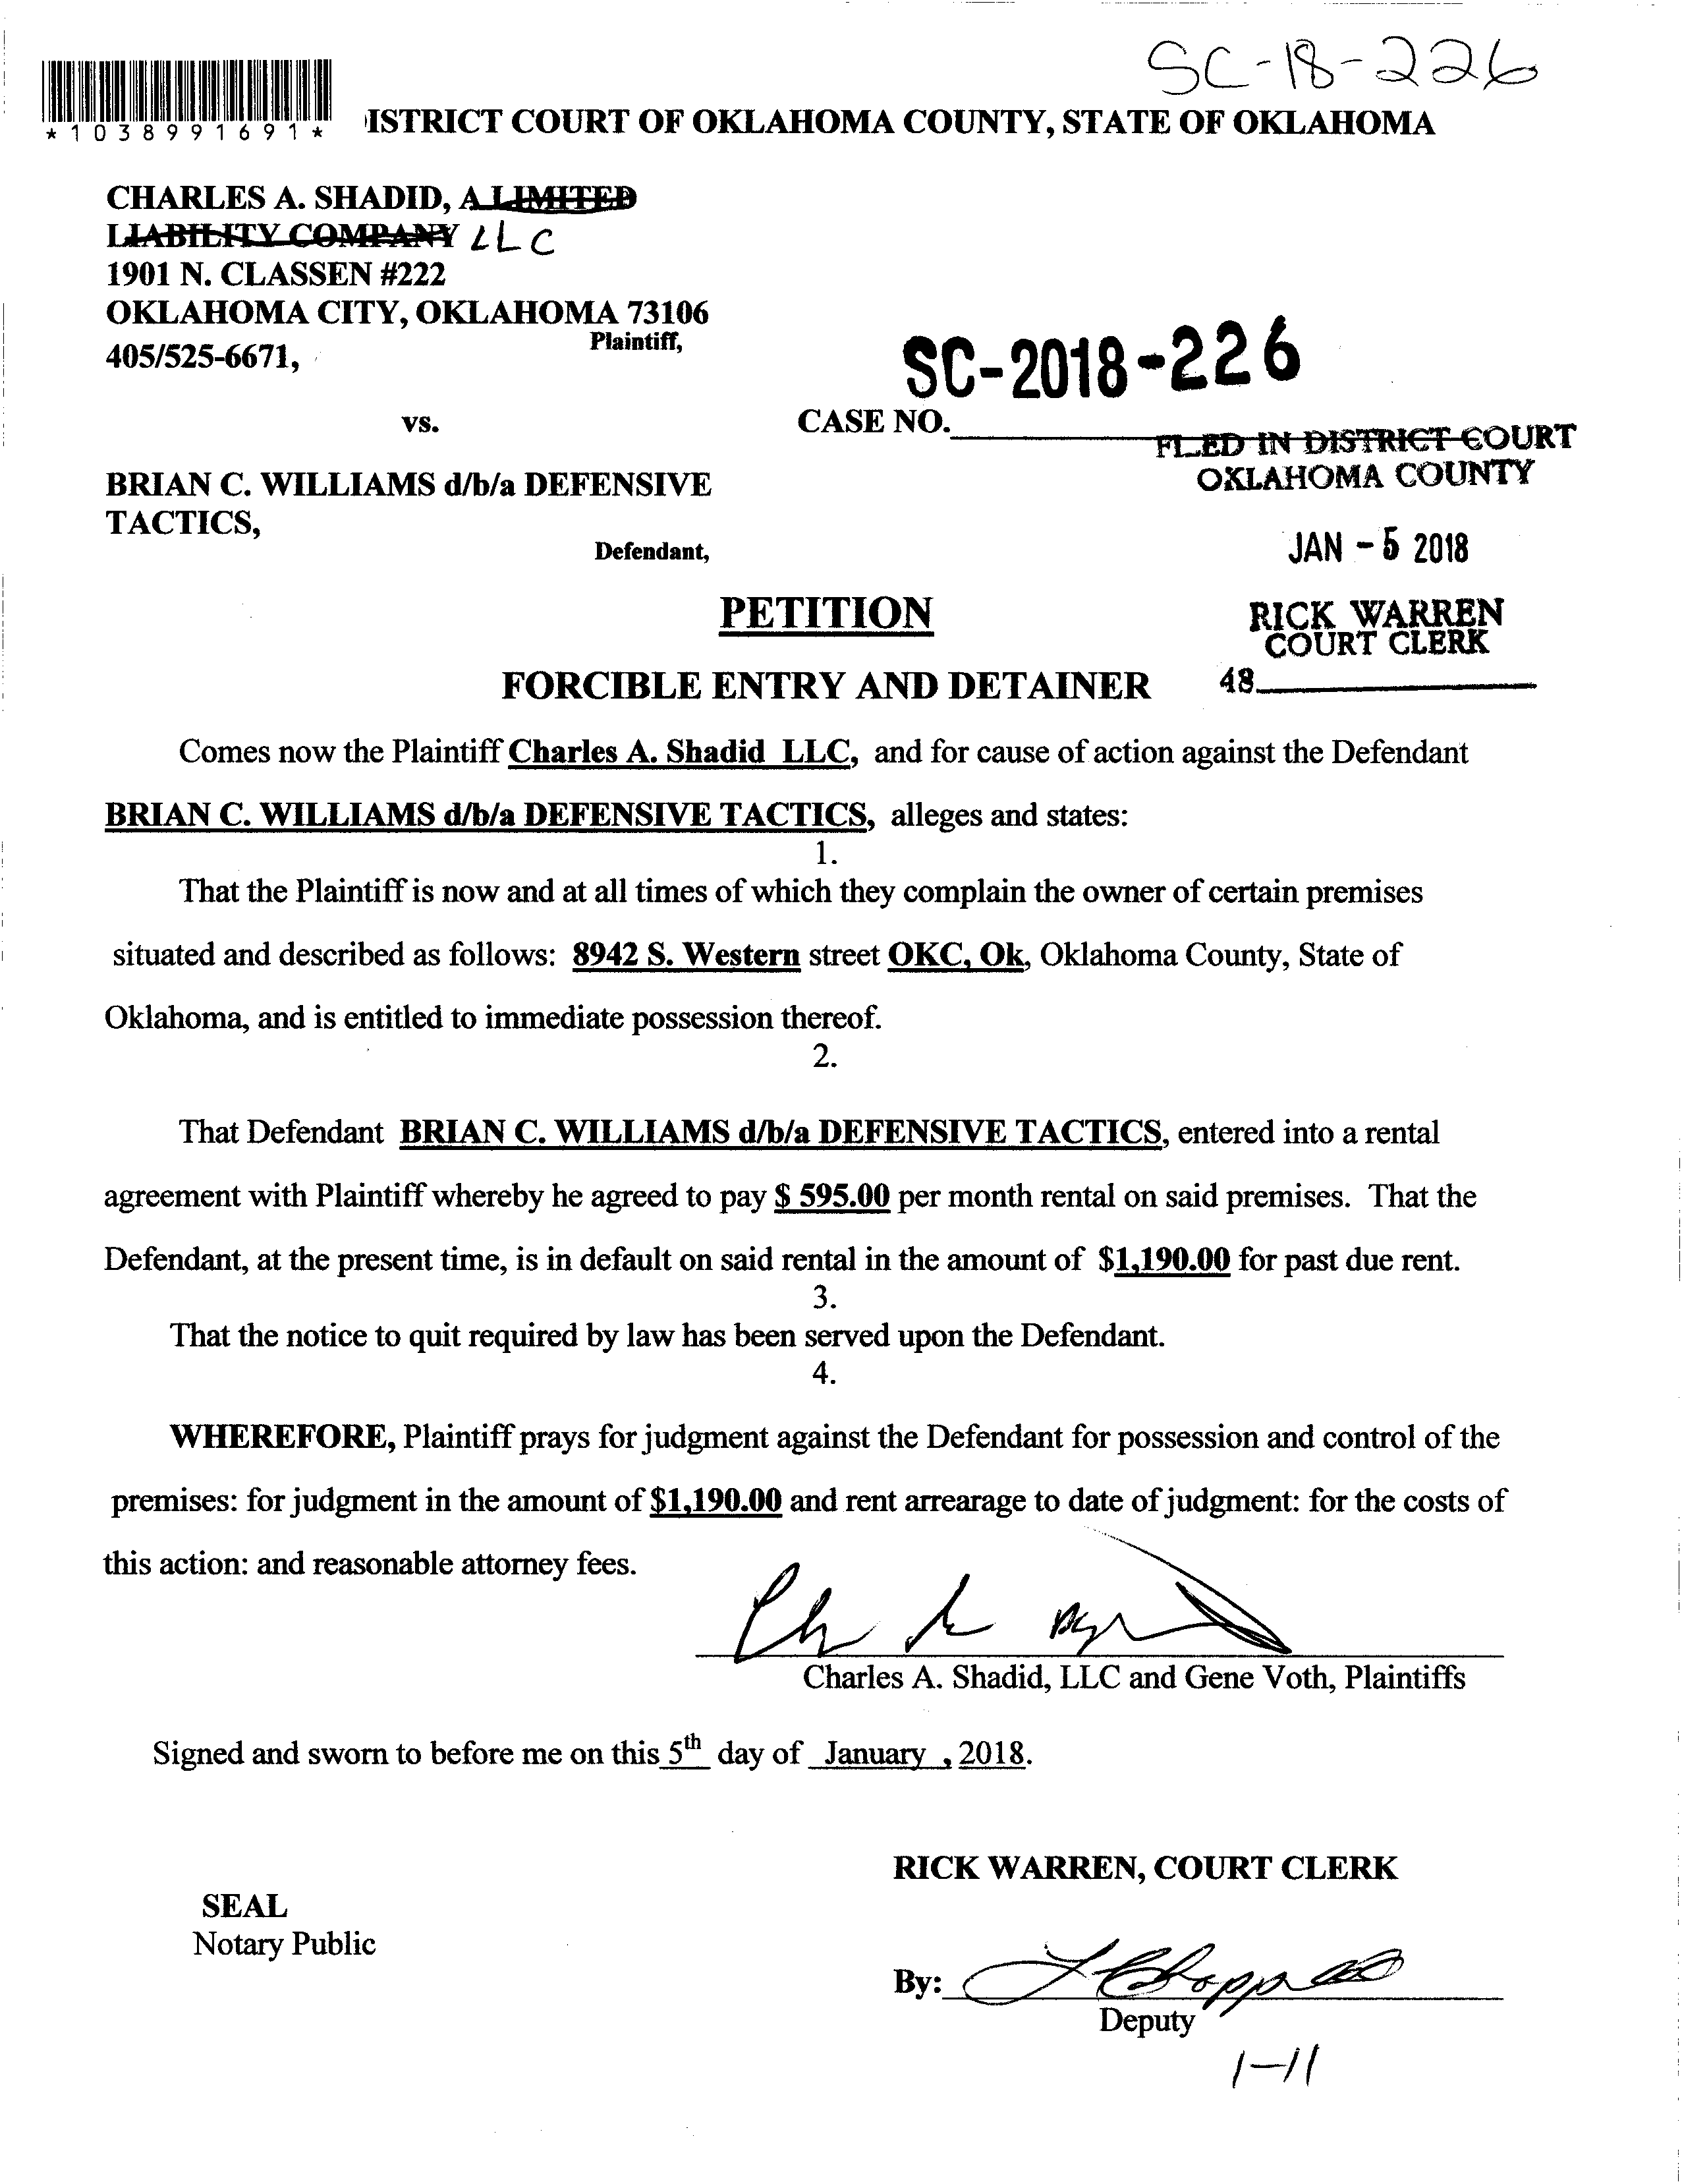 SC-18-226
*1038991691*
ISTRICT COURT OF OKLAHOMA COUNTY, STATE OF OKLAHOMA
CHARLES A. SHADID, A LIMITED
LIABILITY COMPANY LLC
1901 N. CLASSEN #222
OKLAHOMA CITY, OKLAHOMA 73106
Plaintiff,
405/525-6671,
SC-2018-226
vs.
CASE NO.
FILED IN DISTRICT COURT
OKLAHOMA COUNTY
BRIAN C. WILLIAMS d/b/a DEFENSIVE
TACTICS,
Defendant,
JAN - 5 2018
PETITION
RICK WARREN
COURT CLERK
FORCIBLE ENTRY AND DETAINER
48
Comes now the Plaintiff Charles A. Shadid LLC, and for cause of action against the Defendant
BRIAN C. WILLIAMS d/b/a DEFENSIVE TACTICS, alleges and states:
1.
That the Plaintiff is now and at all times of which they complain the owner of certain premises
situated and described as follows: 8942 S. Western street OKC, Ok, Oklahoma County, State of
Oklahoma, and is entitled to immediate possession thereof.
2.
That Defendant BRIAN C. WILLIAMS d/b/a DEFENSIVE TACTICS, entered into a rental
agreement with Plaintiff whereby he agreed to pay $ 595.00 per month rental on said premises. That the
Defendant, at the present time, is in default on said rental in the amount of $1,190.00 for past due rent.
3.
That the notice to quit required by law has been served upon the Defendant.
4.
WHEREFORE, Plaintiff prays for judgment against the Defendant for possession and control of the
premises: for judgment in the amount of $1,190.00 and rent arrearage to date of judgment: for the costs of
this action: and reasonable attorney fees.
Charles A. Shadid, LLC and Gene Voth, Plaintiffs
Signed and sworn to before me on this 5th day of January , 2018.
RICK WARREN, COURT CLERK
SEAL
Notary Public
By:
Deputy
1-11